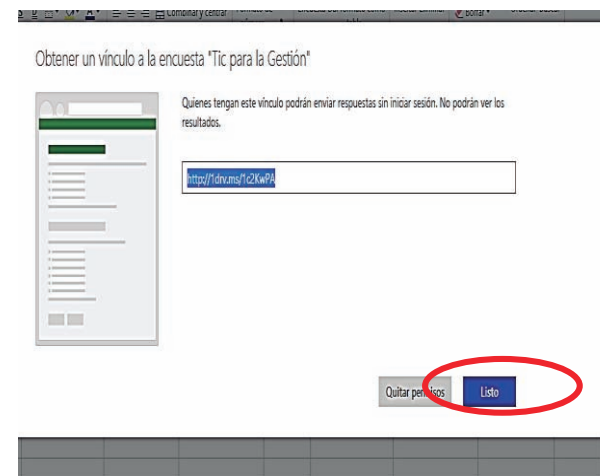 Combinar y centrar
Obtener un vínculo a la encuesta "Tic para la Gestión"
Quienes tengan este vínculo podrán enviar respuestas sin iniciar sesión. No podrán ver los
resultados.
http://1drv.ms/1c2KwPA
Quitar permisos
Listo